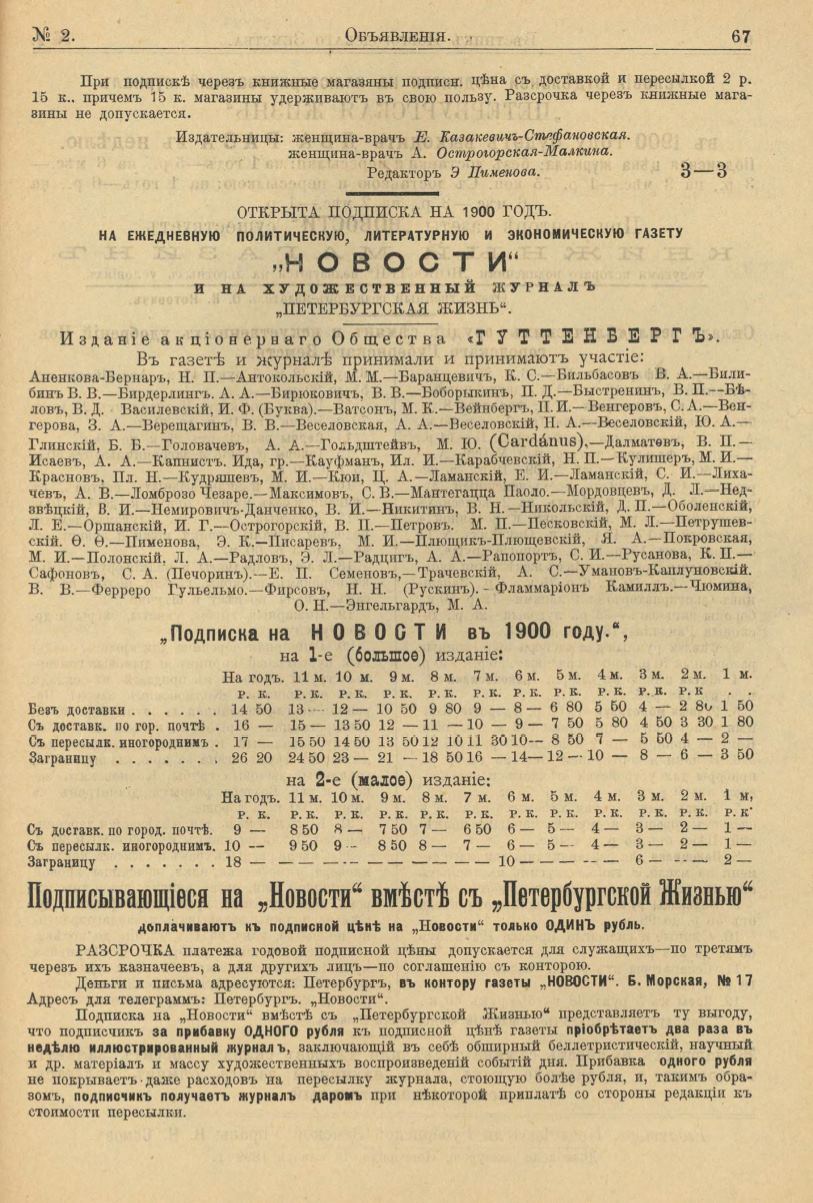 № 2. Объявленія. 67
При подпискѣ черезъ книжные магазяны подписн. цѣна съ доставкой и пересылкой 2 р.
15 к., причемъ 15 к. магазины удерживаютъ въ свою пользу. Разсрочка черезъ книжные мага-
зины не допускается.
Издательницы: женщина-врачъ Е. Казакевичъ-Стефановская.
женщина-врачъ А. Острогорская-Малкина.
Редакторъ Э Пименова. 3—3
ОТКРЫТА ПОДПИСКА НА 1900 ГОДЪ.
НА ЕЖЕДНЕВНУЮ ПОЛИТИЧЕСКУЮ, ЛИТЕРАТУРНУЮ И ЭКОНОМИЧЕСКУЮ ГАЗЕТУ
„НОВОСТИ“
И НА ХУДОЖЕСТВЕННЫЙ ЖУРНАЛЪ
„ПЕТЕРБУРГСКАЯ ЖИЗНЬ“.
Изданіе акціонернаго Общества «ГУТТЕНБЕРГЪ».
Въ газетѣ и журналѣ принимали и принимаютъ участіе:
Аненкова-Бернаръ, Н. П.—Антокольскій, М. М.—Баранцевичъ, К. С.—Бильбасовъ В. А.—Били-
бинъ В. В.—Бирдерлингъ. А. А.—Бирюковичъ, В. В.—Боборыкинъ, П. Д.—Быстренинъ, В. П.—Бѣ-
ловъ, В. Д. Василевскій, И. Ф. (Буква).—Ватсонъ, М. К.—Вейнбергъ, П. И.—Венгеровъ, С. А.—Вен-
герова, З. А.—Верещагинъ, В. В.—Веселовская, А. А.—Веселовскій, Н. А.—Веселовскій, Ю. А.—
Глинскій, Б. Б.—Головачевъ, А. А.—Гольдштейвъ, М. Ю. (Cardánus).—Далматовъ, В. П.—
Исаевъ, А. А.—Капнистъ. Ида, гр.—Кауфманъ, Ил. И.—Карабчевскій, Н. П.—Кулишеръ, М. И.—
Красновъ, Пл. Н.—Кудряшевъ, М. И.—Кюи, Ц. А.—Ламанскій, Е. И.—Ламанскій, С. И.—Лиха-
чевъ, А. В.—Ломброзо Чезаре.—Максимовъ, С. В.—Мантегацца Паоло.—Мордовцевъ, Д. Л.—Нед-
звѣцкій, В. И.—Немировичъ-Данченко, В. И.—Никитинъ, В. Н.—Никольскій, Д. П.—Оболенскій,
Л. Е.—Оршанскій, И. Г.—Острогорскій, В. П.—Петровъ. М. П.—Песковскій, М. Л.—Петрушев-
скій. Ѳ. Ѳ.—Пименова, Э. К.—Писаревъ, М. И.—Плющикъ-Плющевскій, Я. А.—Покровская,
М. И.—Полонскій, Л. А.—Радловъ, Э. Л.—Радцигъ, А. А.—Рапопортъ, С. И.—Русанова, К. П.—
Сафоновъ, С. А. (Печоринъ).—Е. П. Семеновъ,—Трачевскій, А. С.—Умановъ-Каплуновскій.
В. В.—Ферреро Гульельмо.—Фирсовъ, Н. Н. (Рускинъ).—Фламмаріонъ Камиллъ.—Чюмина,
О. Н.—Энгельгардъ, М. А.
„Подписка на НОВОСТИ въ 1900 году.“,
на 1-е (большое) изданіе:
На годъ. 11 м. 10 м. 9 м. 8 м. 7 м. 6 м. 5 м. 4 м. 3 м. 2 м. 1 м.
р. к. р. к. р. к. р. к. р. к. р. к. р. к. р. к. р. к. р. к. р. к . .
Безъ доставки . . . . . . 14 50 13 — 12 — 10 50 9 80 9 — 8 — 6 80 5 50 4 — 2 80 1 50
Съ доставк. по гор. почтѣ . 16 — 15 — 13 50 12 — 11 — 10 — 9 — 7 50 5 80 4 50 3 30 1 80
Съ пересылк. иногороднимъ . 17 — 15 50 14 50 13 50 12 10 11 30 10 — 8 50 7 — 5 50 4 — 2 —
Заграницу . . . . . . . 26 20 24 50 23 — 21 — 18 50 16 — 14 — 12 — 10 — 8 — 6 — 3 50
на 2-е (малое) изданіе:
На годъ. 11 м. 10 м. 9 м. 8 м. 7 м. 6 м. 5 м. 4 м. 3 м. 2 м. 1 м,
р. к. р. к. р. к. р. к. р. к. р. к. р. к. р. к. р. к. р. к. р. к. р. к
Съ доставк. по город. почтѣ. 9 — 8 50 8 — 7 50 7 — 6 50 6 — 5 — 4 — 3 — 2 — 1 —
Съ пересылк. иногороднимъ. 10 — 9 50 9 - 8 50 8 — 7 — 6 — 5 — 4 — 3 — 2 — 1 —
Заграницу . . . . . . . 18 — — — — — — — — — — — 10 — — — — — 6 — — — 2 —
Подписывающіеся на „Новости“ вмѣстѣ съ „Петербургской Жизнью“
доплачиваютъ къ подписной цѣнѣ на „Новости“ только ОДИНЪ рубль.
РАЗСРОЧКА платежа годовой подписной цѣны допускается для служащихъ—по третямъ
черезъ ихъ казначеевъ, а для другихъ лицъ—по соглашенію съ конторою.
Деньги и письма адресуются: Петербургъ, въ контору газеты „НОВОСТИ“. Б. Морская, № 17
Адресъ для телеграммъ: Петербургъ. „Новости“.
Подписка на „Новости“ вмѣстѣ съ „Петербургской Жизнью“ представляетъ ту выгоду,
что подписчикъ за прибавку ОДНОГО рубля къ подписной цѣнѣ газеты пріобрѣтаетъ два раза въ
недѣлю иллюстрированный журналъ, заключающій въ себѣ обширный беллетристическій, научный
и др. матеріалъ и массу художественныхъ воспроизведеній событій дня. Прибавка одного рубля
не покрываетъ даже расходовъ на пересылку журнала, стоющую болѣе рубля, и, такимъ обра-
зомъ, подписчикъ получаетъ журналъ даромъ при нѣкоторой приплатѣ со стороны редакціи къ
стоимости пересылки.